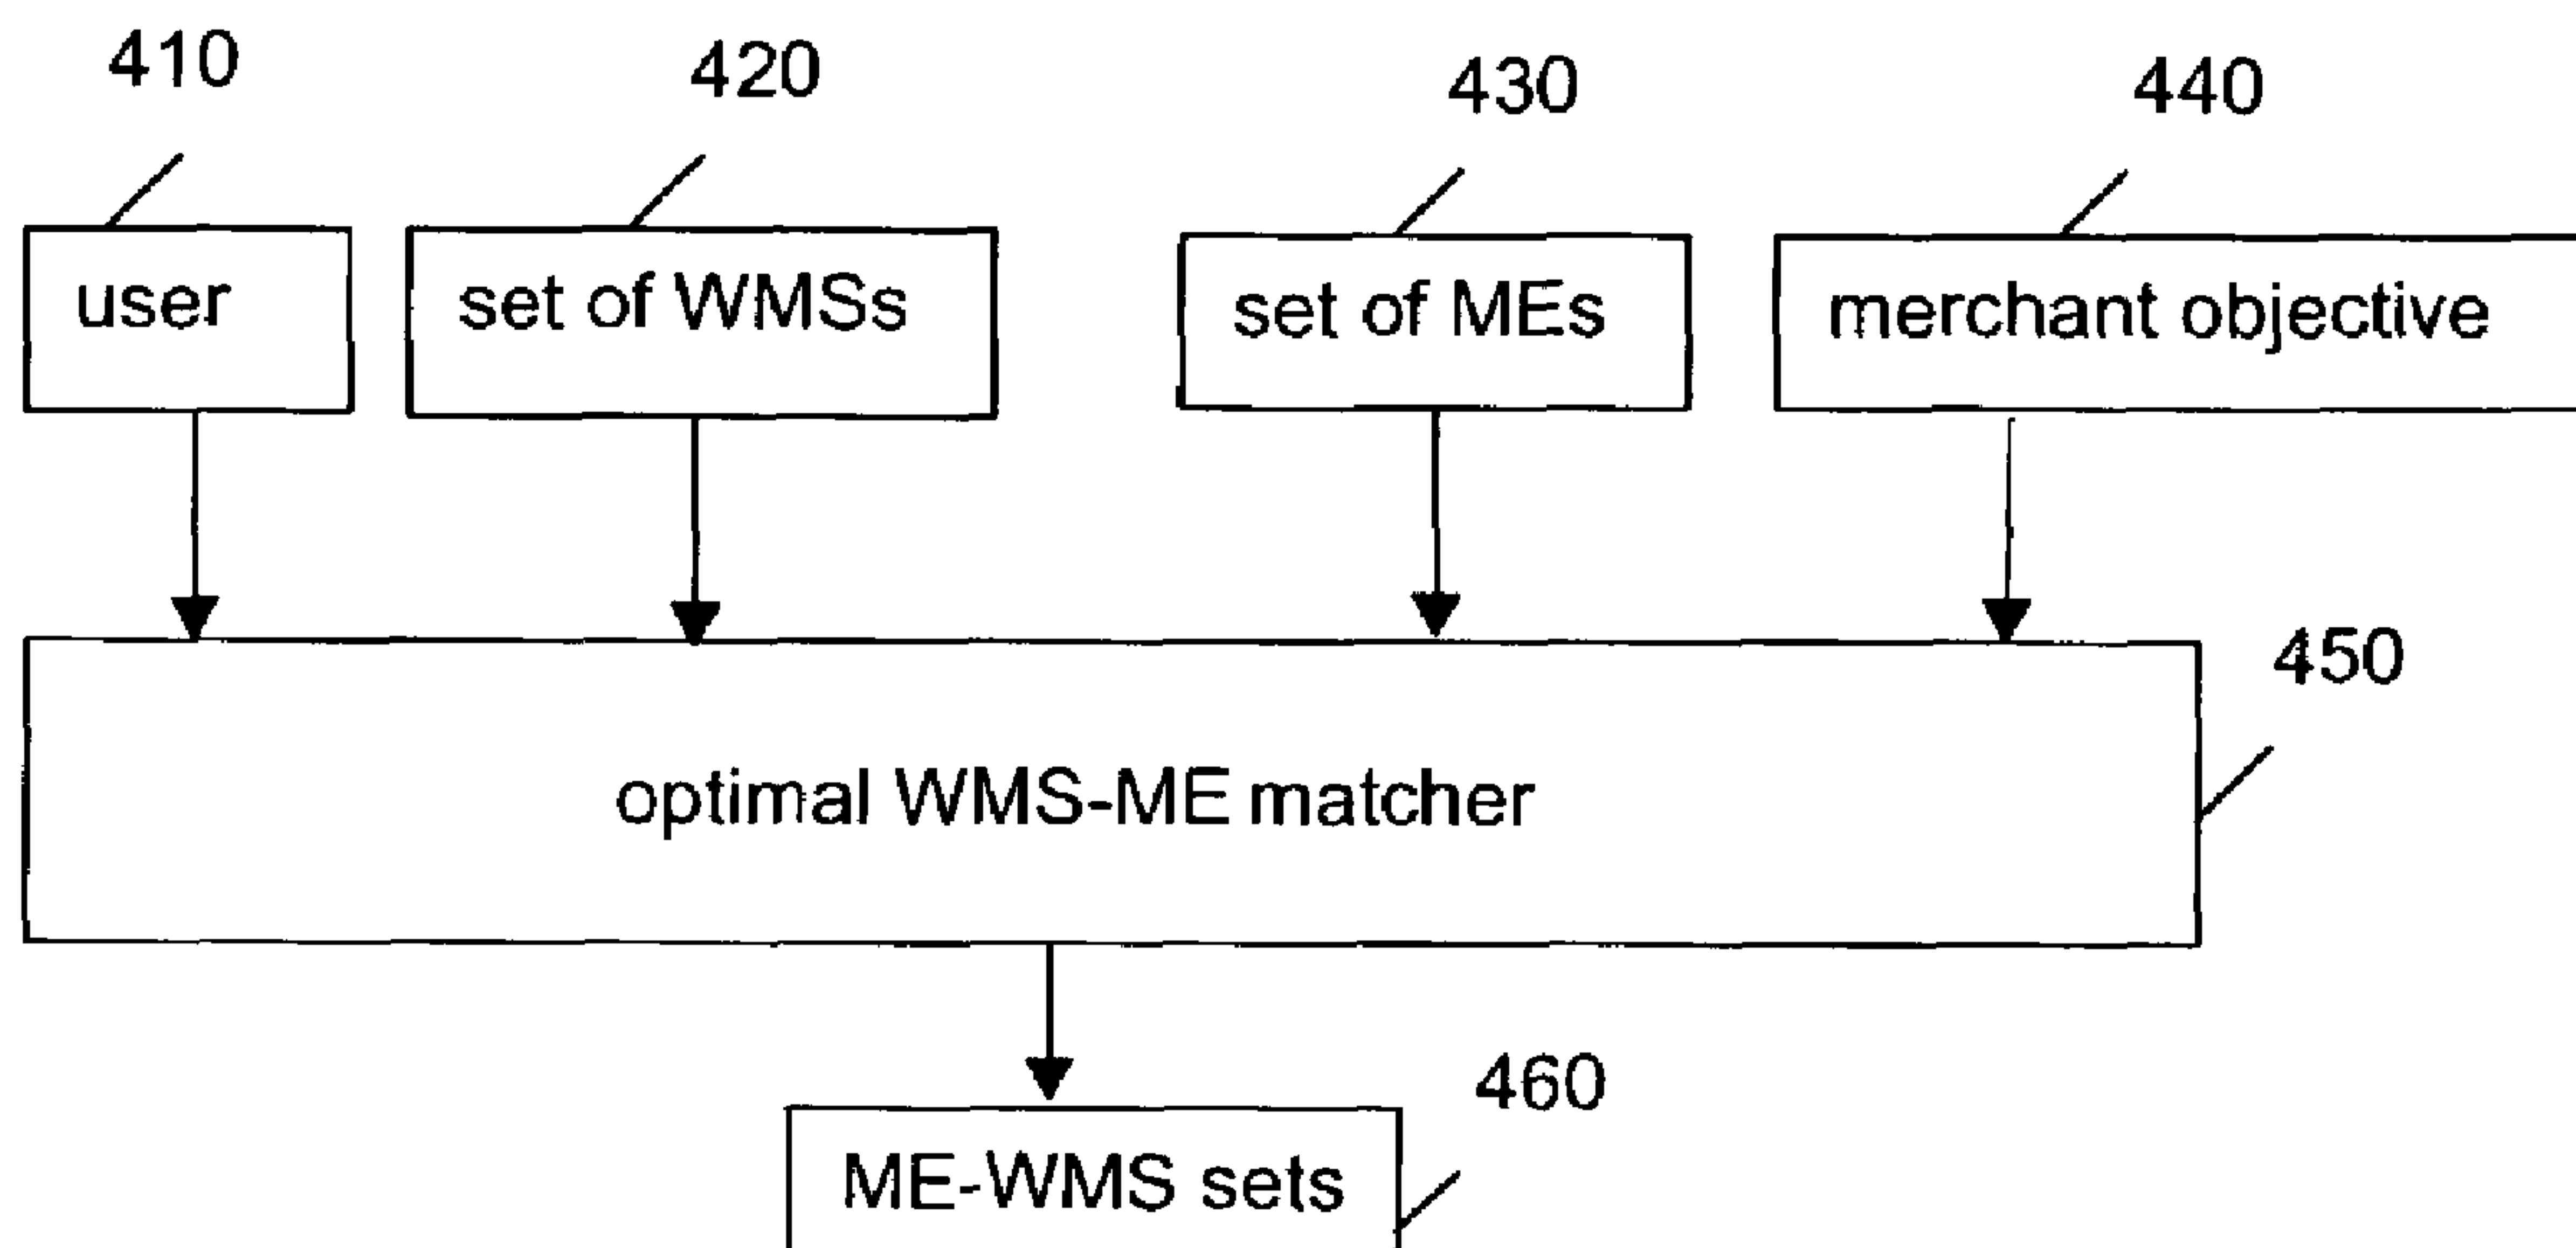 410
420
430
440
user
set of WMSs
set of MEs
merchant objective
450
optimal WMS-ME matcher
460
ME-WMS sets